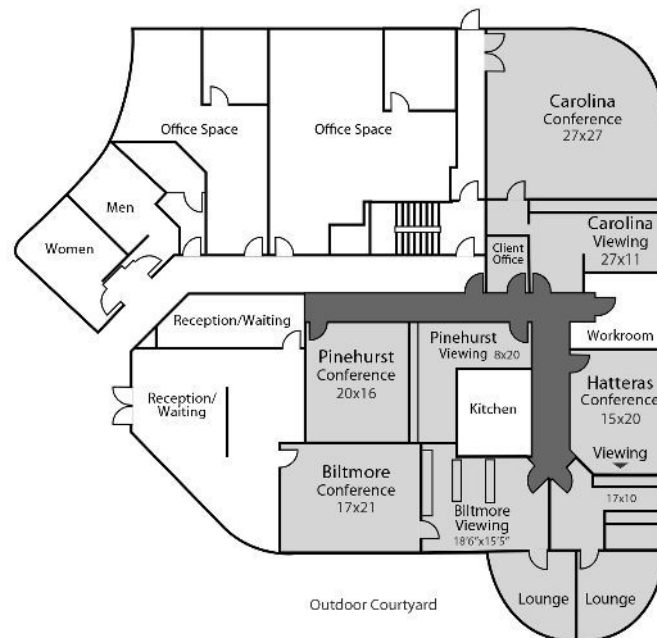 Carolina
Conference
27x27
Office Space
Office Space
Men
Women
Carolina
Viewing
27x11
Client
Office
Reception/Waiting
Pinehurst
Conference
20x16
Pinehurst
Viewing 8x20
Workroom
Hatteras
Conference
15x20
Viewing
17x10
Kitchen
Reception/
Waiting
Biltmore
Conference
17x21
Biltmore
Viewing
18'6"x15'5"
Lounge
Lounge
Outdoor Courtyard